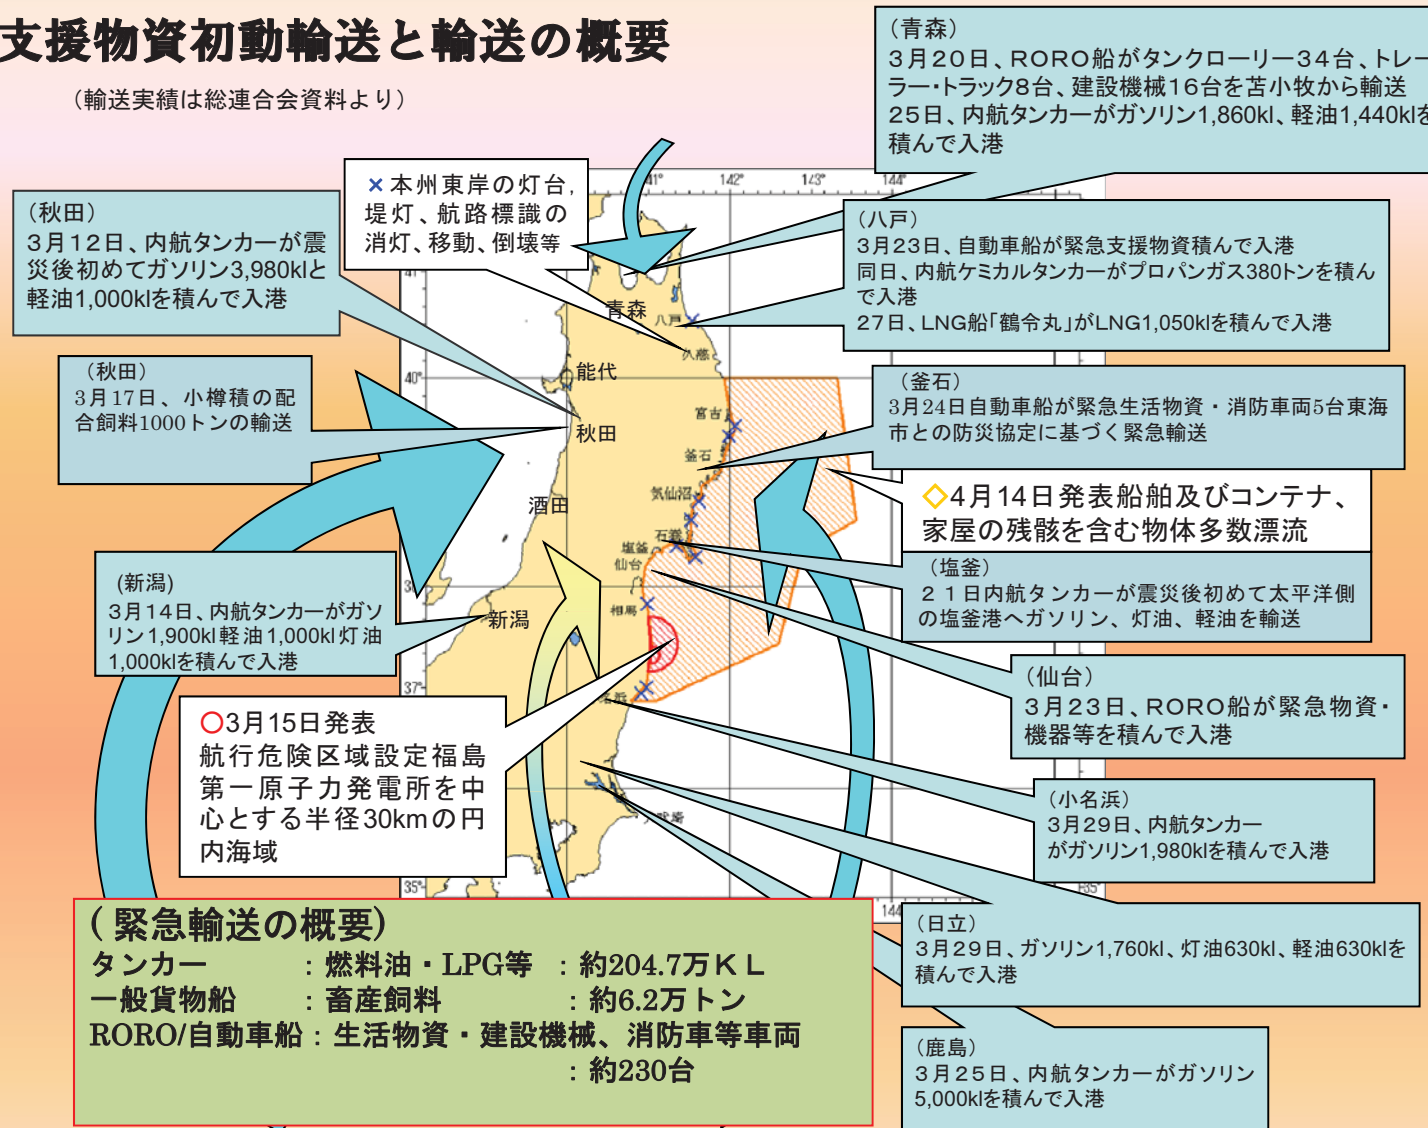 支援物資初動輸送と輸送の概要
（輸送実績は総連合会資料より）
（青森）
３月２０日、ＲＯＲＯ船がタンクローリー３４台、トレー
ラー・トラック８台、建設機械１６台を苫小牧から輸送
２５日、内航タンカーがガソリン1,860kl、軽油1,440klを
積んで入港
×本州東岸の灯台，
堤灯、航路標識の
消灯、移動、倒壊等
（秋田）
３月１２日、内航タンカーが震
災後初めてガソリン3,980klと
軽油1,000klを積んで入港
（八戸）
３月23日、自動車船が緊急支援物資積んで入港
同日、内航ケミカルタンカーがプロパンガス380トンを積ん
で入港
27日、ＬＮＧ船「鶴令丸」がLNG1,050klを積んで入港
（秋田）
３月17日、小樽積の配
合飼料1000トンの輸送
（釜石）
３月24日自動車船が緊急生活物資・消防車両5台東海
市との防災協定に基づく緊急輸送
◇4月14日発表船舶及びコンテナ、
家屋の残骸を含む物体多数漂流
（塩釜）
２１日内航タンカーが震災後初めて太平洋側
の塩釜港へガソリン、灯油、軽油を輸送
(新潟)
３月１４日、内航タンカーがガソ
リン1,900kl軽油1,000kl灯油
1,000klを積んで入港
（仙台）
３月２３日、ＲＯＲＯ船が緊急物資・
機器等を積んで入港
○3月15日発表
航行危険区域設定福島
第一原子力発電所を中
心とする半径30kmの円
内海域
（小名浜）
３月２９日、内航タンカー
がガソリン1,980klを積んで入港
（日立）
３月２９日、ガソリン1,760kl、灯油630kl、軽油630klを
積んで入港
（鹿島）
３月２５日、内航タンカーがガソリン
5,000klを積んで入港
41°
142°
143°
144°
41°
青森
八戸
久慈
40°
能代
秋田
宮古
釜石
気仙沼
酒田
石巻
塩釜
仙台
相馬
新潟
37°
名浜
35°
144
35°
（緊急輸送の概要）
タンカー　　　：燃料油・LPG等　：約204.7万ＫＬ
一般貨物船　　：畜産飼料　　　　：約6.2万トン
RORO/自動車船：生活物資・建設機械、消防車等車両
：約230台